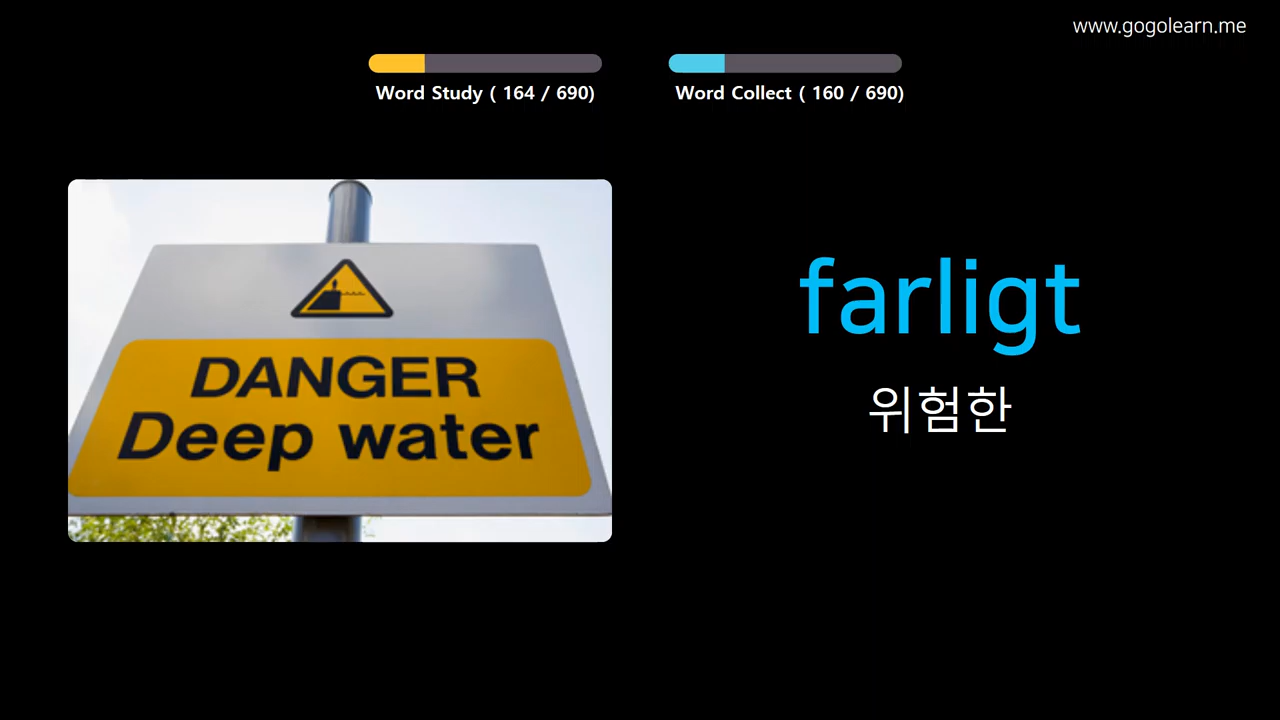 www.gogolearn.me
Word Study ( 164 / 690)
Word Collect ( 160 / 690)
DANGER
Deep water
farligt
위험한